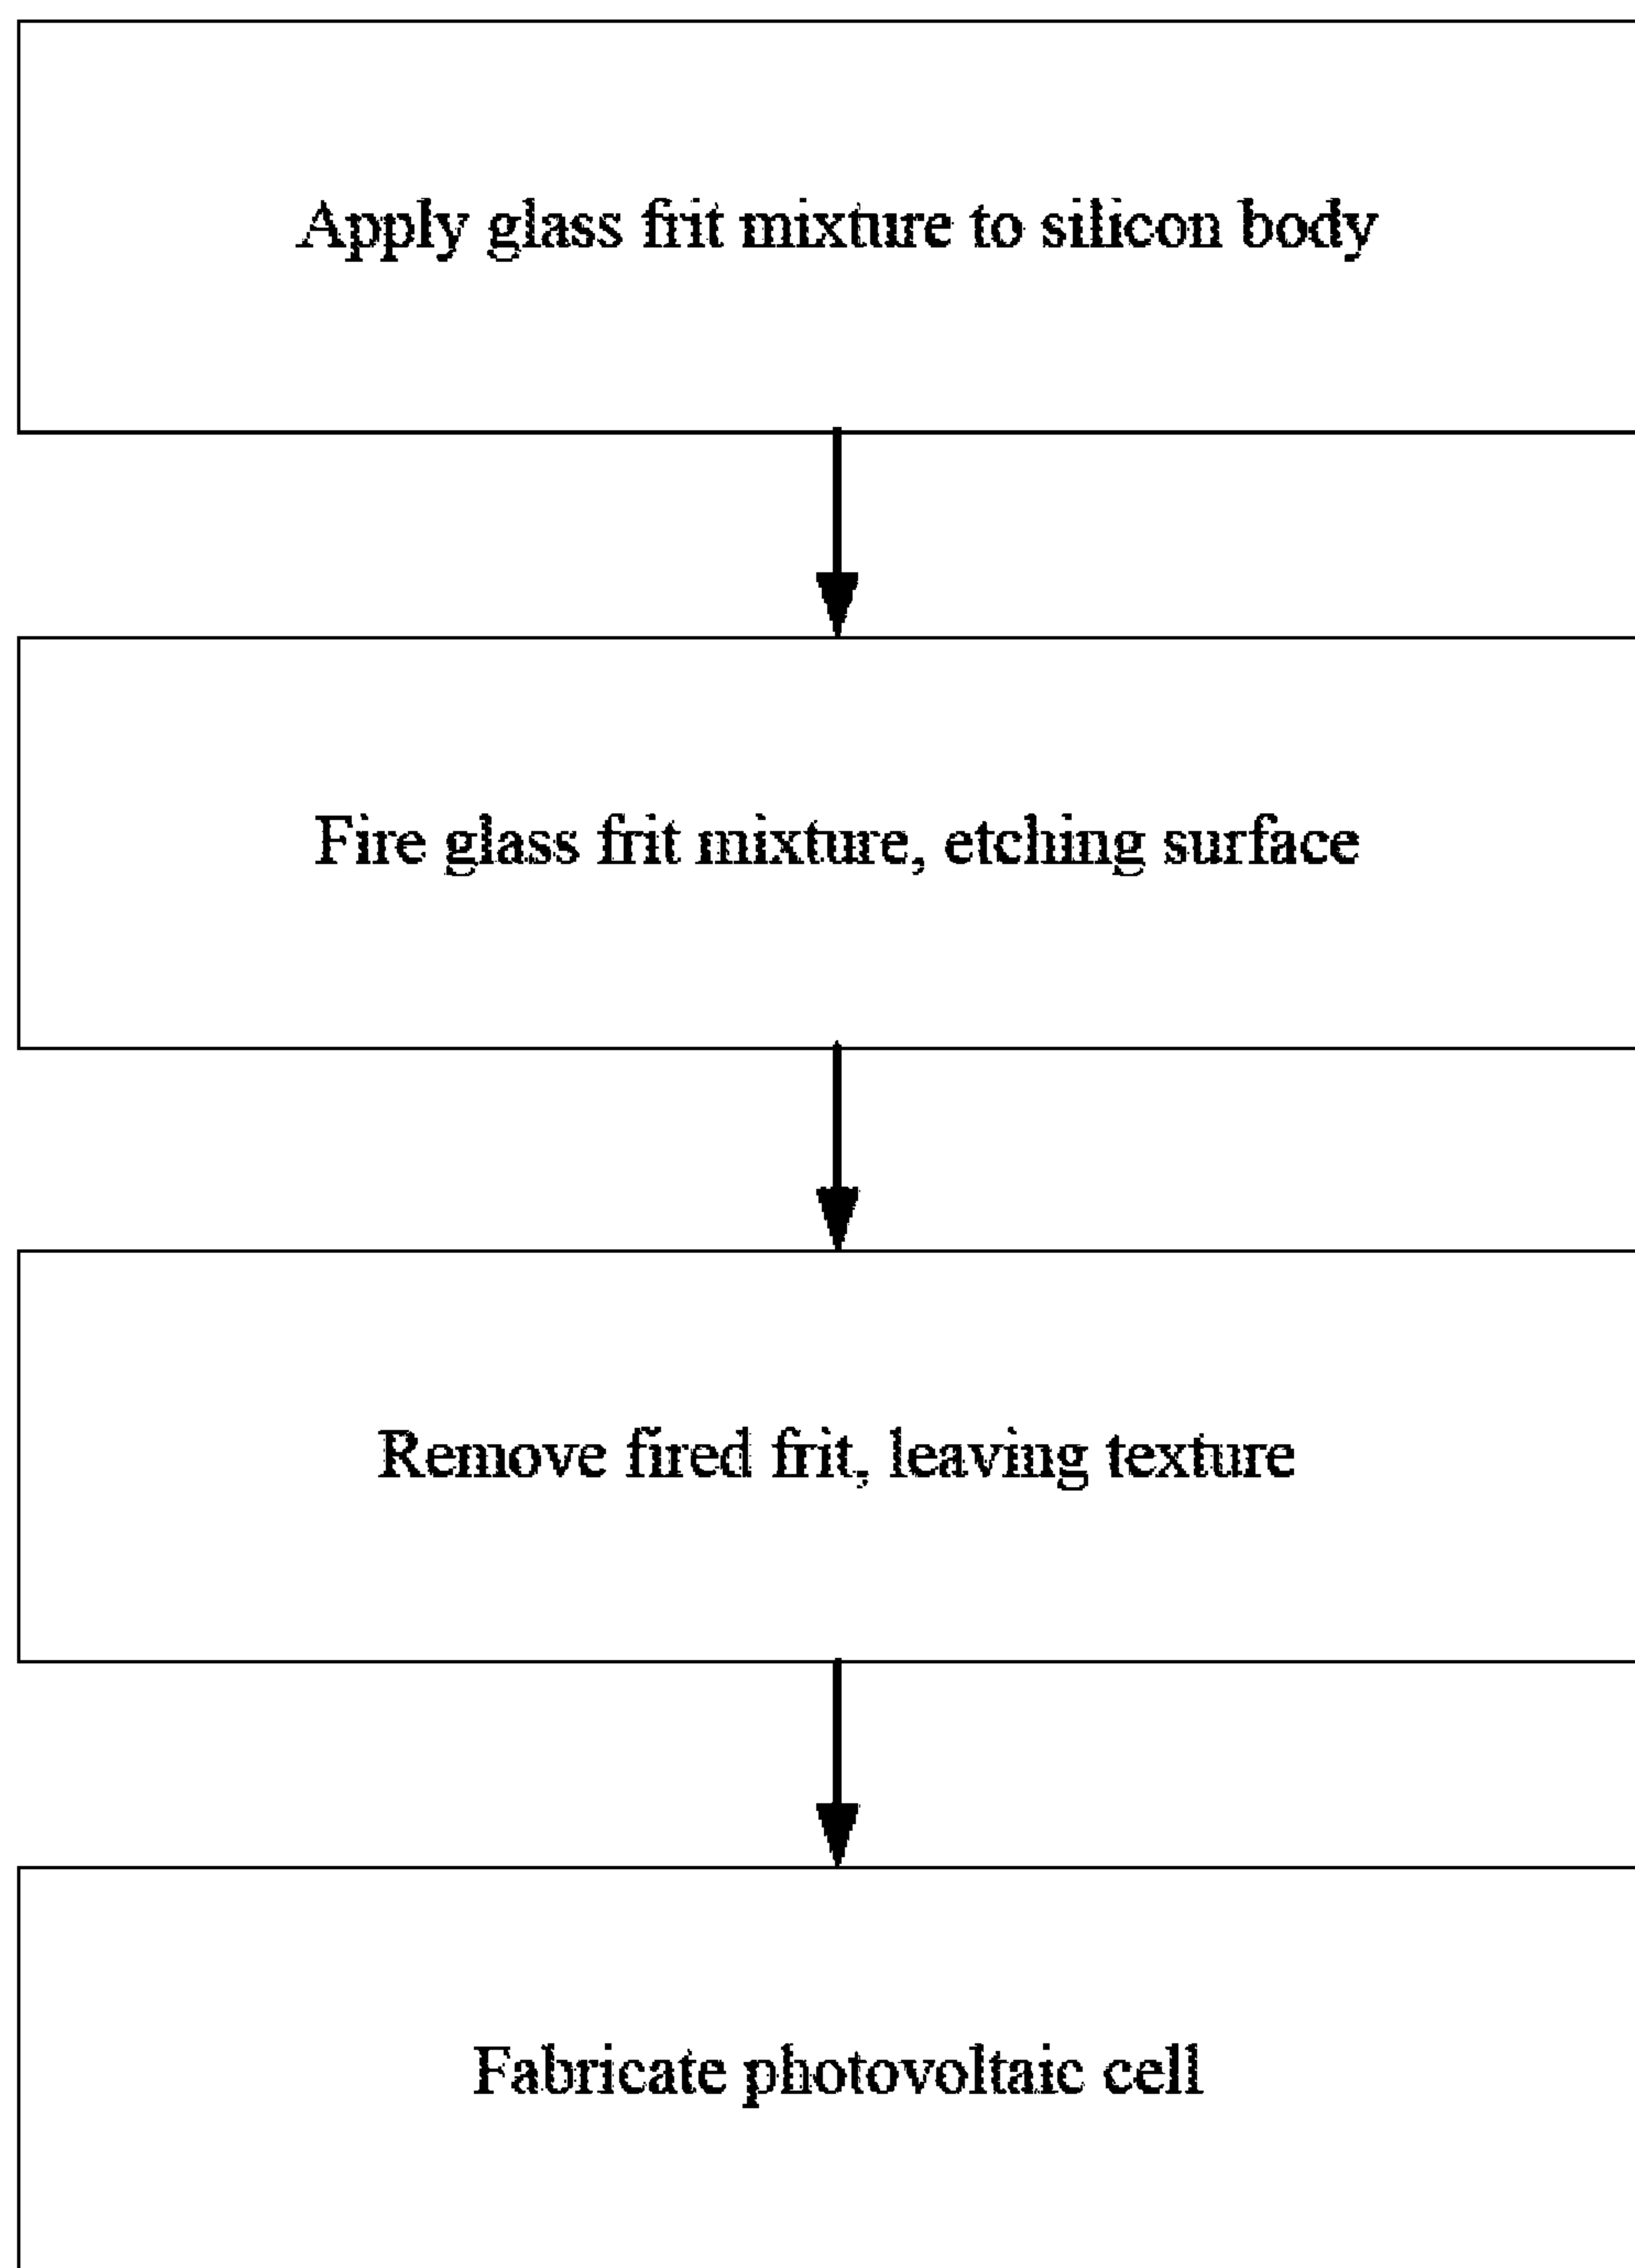 Apply glass frit mixture to silicon body
Fire glass frit mixture, etching surface
Remove fired frit, leaving texture
Fabricate photovoltaic cell